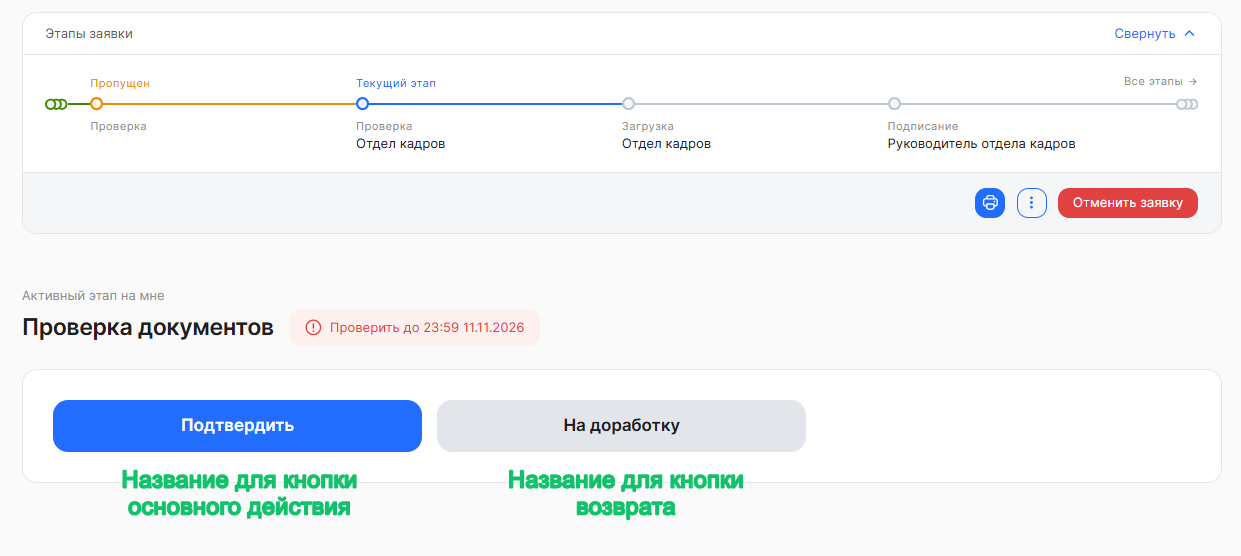 Этапы заявки
Свернуть
Пропущен
Текущий этап
Все этапы →
Проверка
Проверка
Загрузка
Подписание
Отдел кадров
Отдел кадров
Руководитель отдела кадров
Отменить заявку
Активный этап на мне
Проверка документов
Проверить до 23:59 11.11.2026
Подтвердить
На доработку
Название для кнопки
основного действия
Название для кнопки
возврата